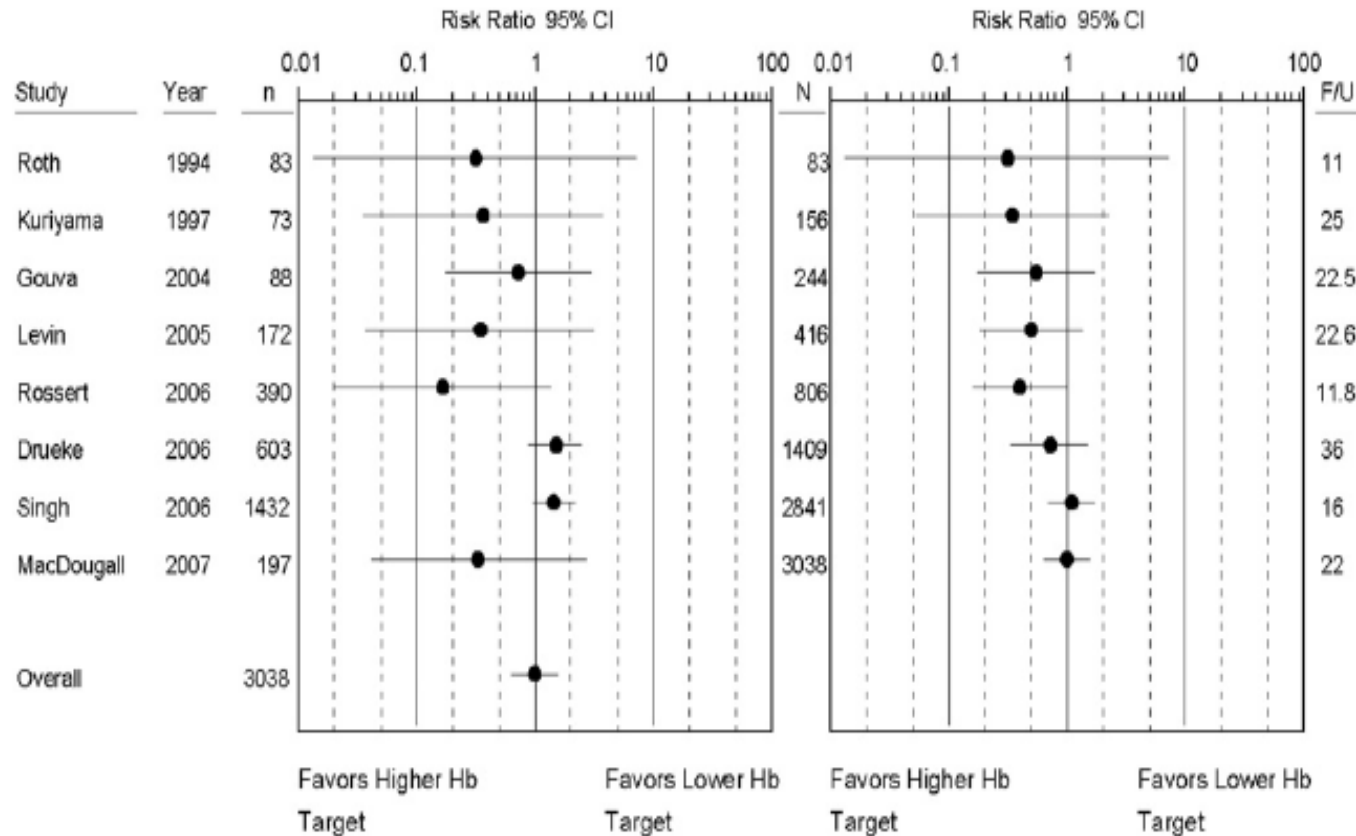 Risk Ratio 95% CI Risk Ratio 95% CI
0.01 0.1 1 10 100 0.01 0.1 1 10 100
Study Year n N F/U
Roth 1994 83 83 11
Kuriyama 1997 73 156 25
Gouva 2004 88 244 22.5
Levin 2005 172 416 22.6
Rossert 2006 390 806 11.8
Drueke 2006 603 1409 36
Singh 2006 1432 2841 16
MacDougall 2007 197 3038 22
Overall 3038
Favors Higher Hb Favors Lower Hb Favors Higher Hb Favors Lower Hb
Target Target Target Target